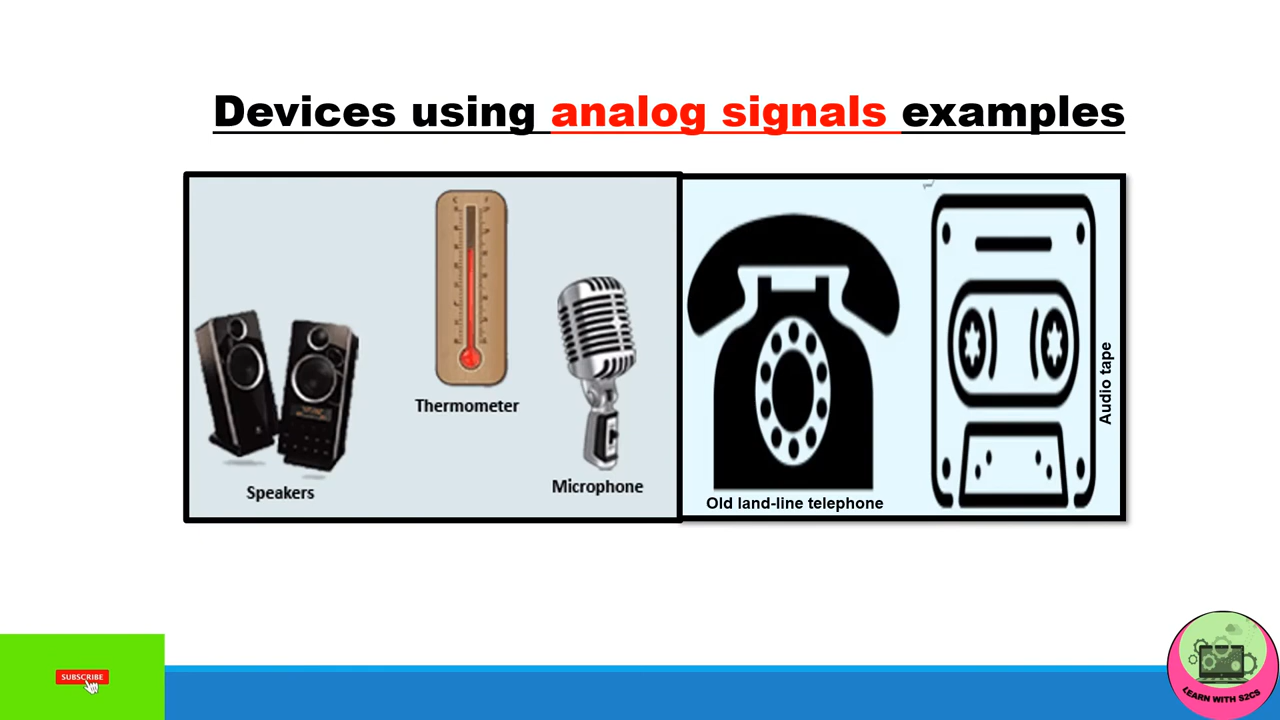 Devices using analog signals examples
Thermometer
Speakers
Microphone
Old land-line telephone
Audio tape
SUBSCRIBE
LEARN WITH S2CS